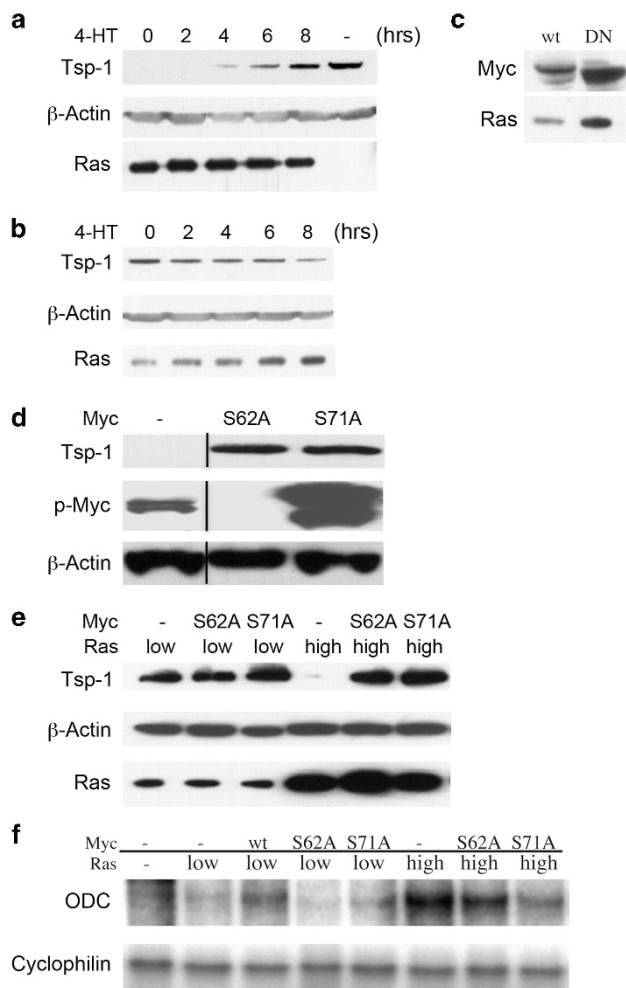 a
4-HT 0 2 4 6 8 - (hrs)
Tsp-1
β-Actin
Ras
c
wt DN
Myc
Ras
b
4-HT 0 2 4 6 8 (hrs)
Tsp-1
β-Actin
Ras
d
Myc - S62A S71A
Tsp-1
p-Myc
β-Actin
e
Myc - S62A S71A - S62A S71A
Ras low low low high high high
Tsp-1
β-Actin
Ras
f
Myc - - wt S62A S71A - S62A S71A
Ras - low low low low high high high
ODC
Cyclophilin